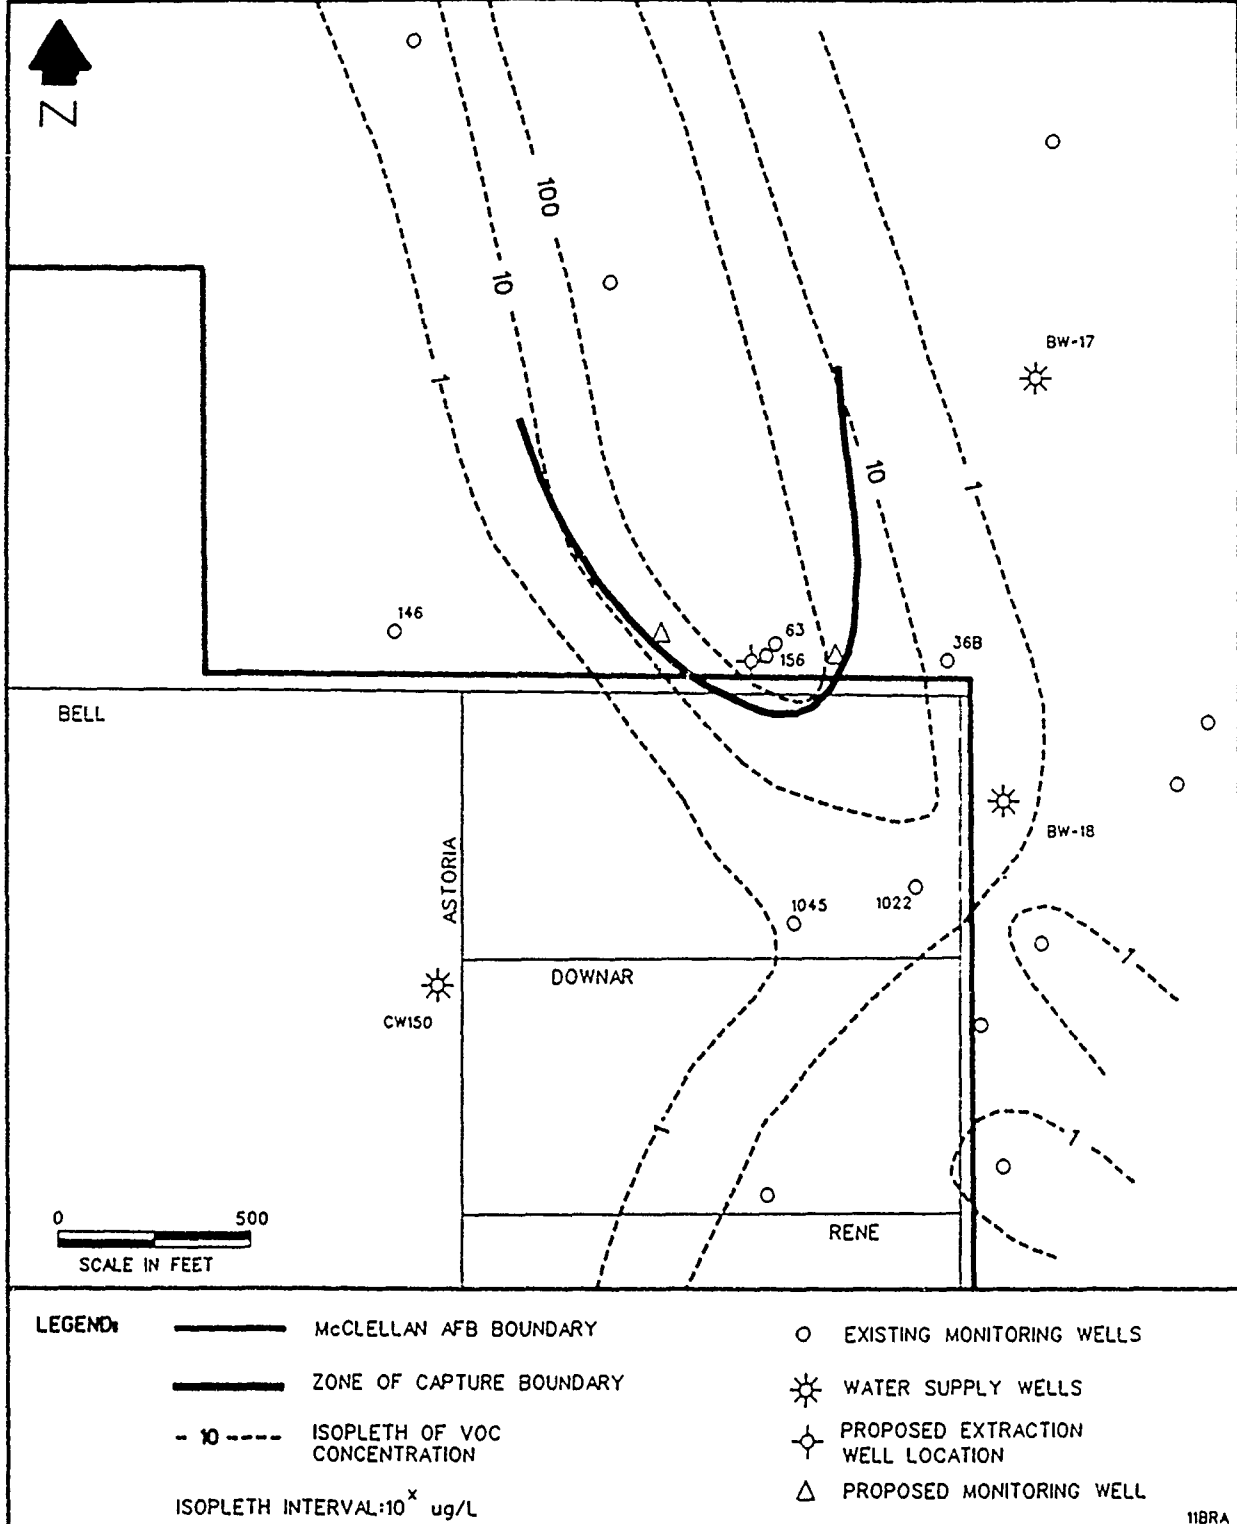 N
100
10
BW-17
1
10
1
146
63
156
36B
BELL
BW-18
ASTORIA
1045
1022
DOWNAR
1
CW150
1
1
0 500
SCALE IN FEET
RENE
LEGEND:
McCLELLAN AFB BOUNDARY
ZONE OF CAPTURE BOUNDARY
- 10 ----
ISOPLETH OF VOC
CONCENTRATION
ISOPLETH INTERVAL:10^x ug/L
EXISTING MONITORING WELLS
WATER SUPPLY WELLS
PROPOSED EXTRACTION
WELL LOCATION
PROPOSED MONITORING WELL
11BRA